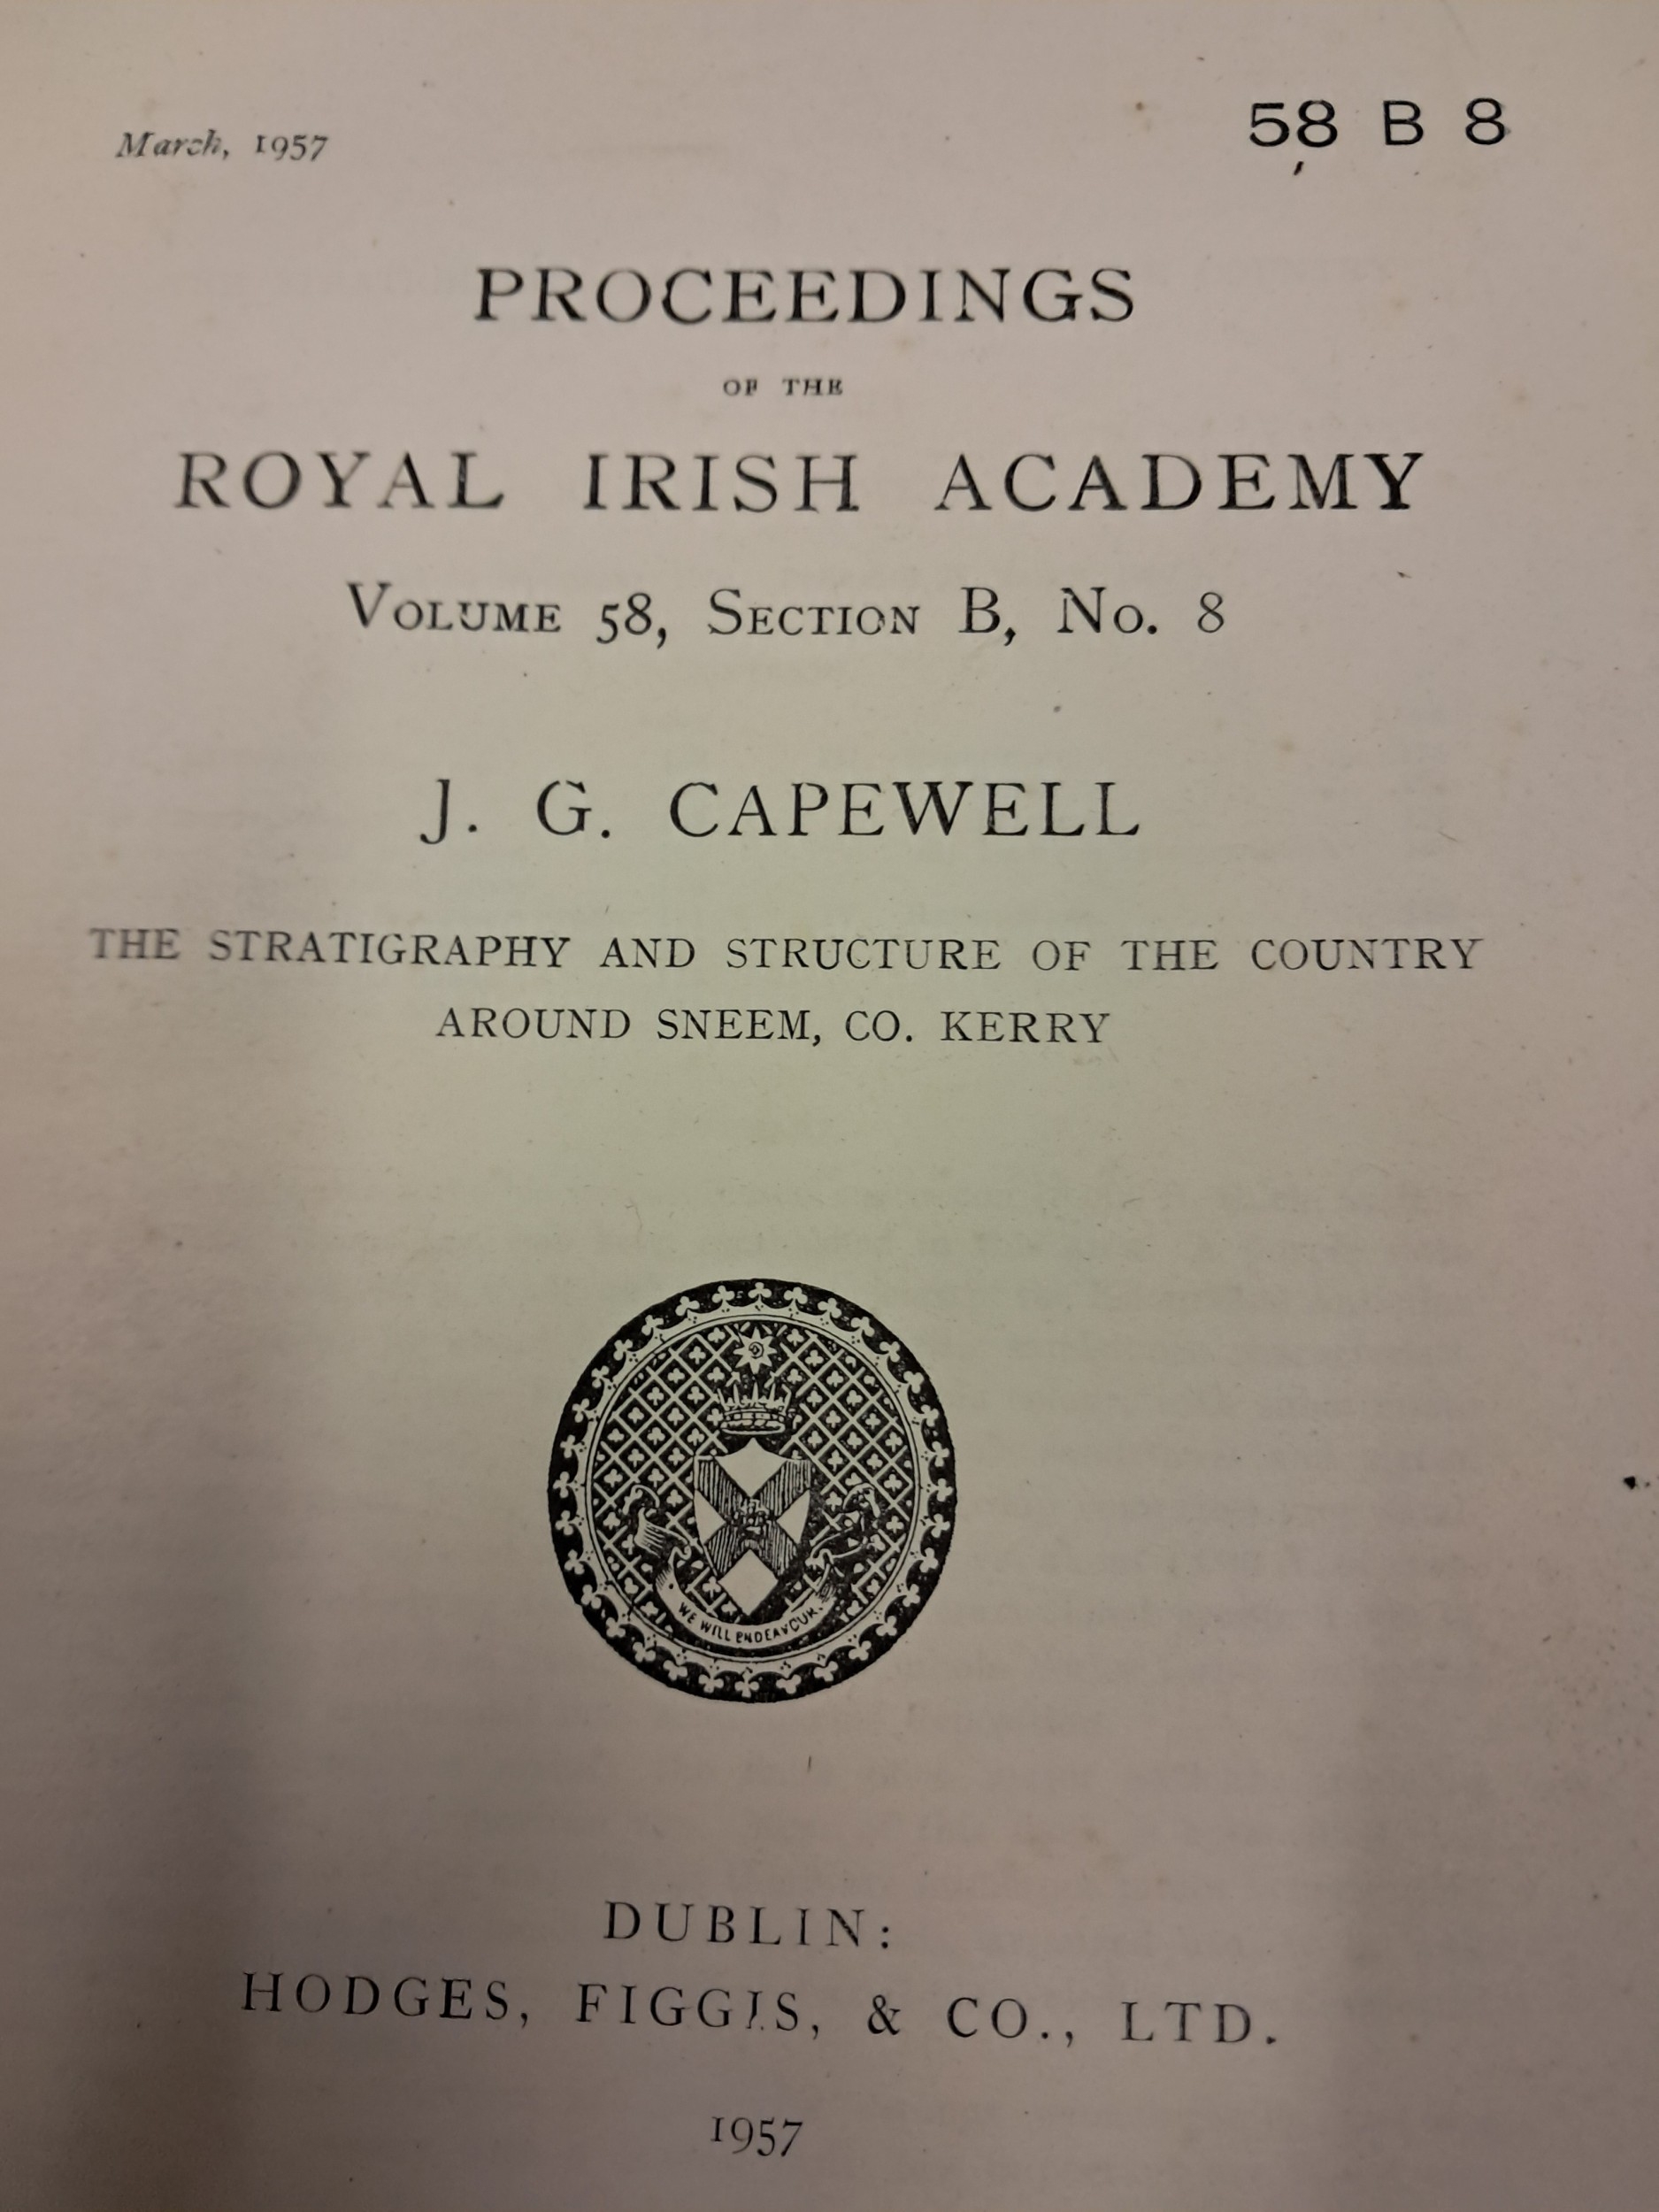 March, 1957
58 B 8
PROCEEDINGS
OF THE
ROYAL IRISH ACADEMY
VOLUME 58, SECTION B, No. 8
J. G. CAPEWELL
THE STRATIGRAPHY AND STRUCTURE OF THE COUNTRY
AROUND SNEEM, CO. KERRY
WE WILL ENDEAVOUR
DUBLIN:
HODGES, FIGGIS, & CO., LTD.
1957